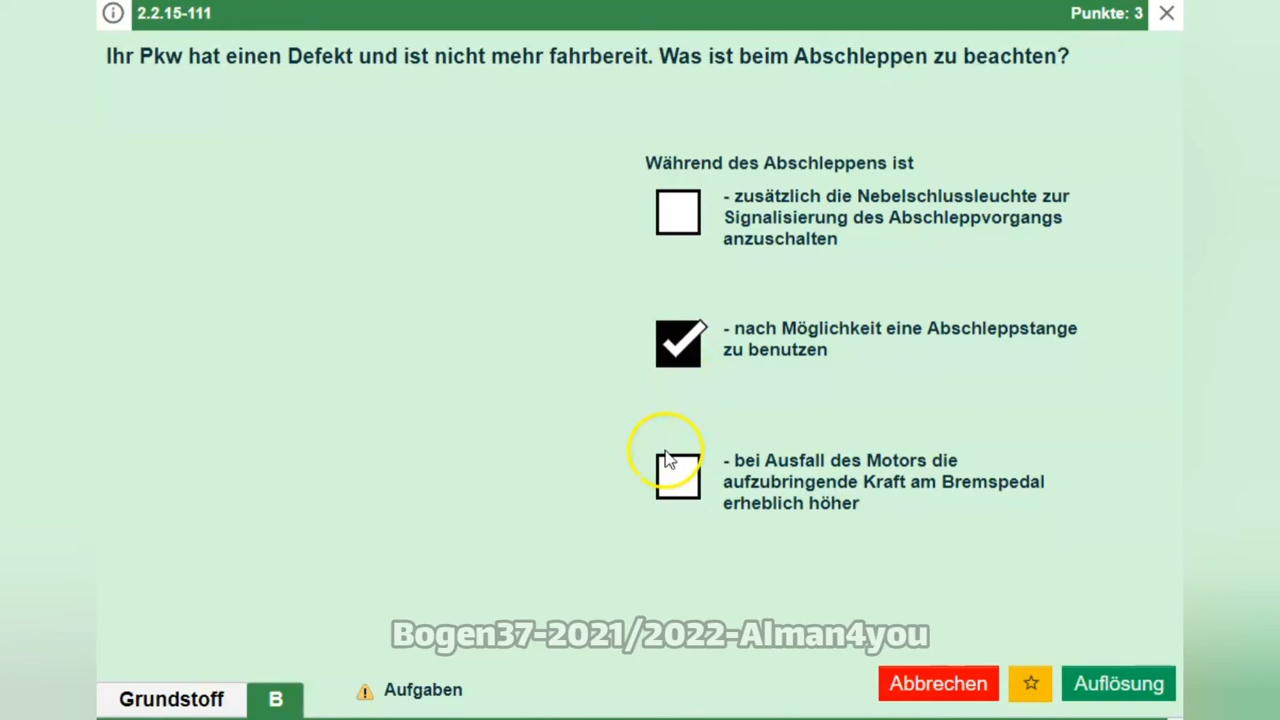 2.2.15-111
Punkte: 3
Ihr Pkw hat einen Defekt und ist nicht mehr fahrbereit. Was ist beim Abschleppen zu beachten?
Während des Abschleppens ist
- zusätzlich die Nebelschlussleuchte zur
Signalisierung des Abschleppvorgangs
anzuschalten
- nach Möglichkeit eine Abschleppstange
zu benutzen
- bei Ausfall des Motors die
aufzubringende Kraft am Bremspedal
erheblich höher
Bogen37-2021/2022-Alman4you
Grundstoff
B
Aufgaben
Abbrechen
Auflösung